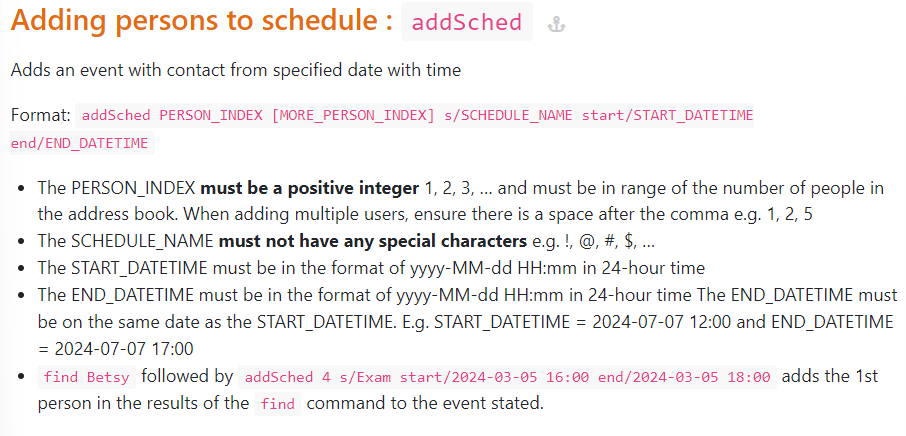 Adding persons to schedule : addSched
Adds an event with contact from specified date with time
Format: addSched PERSON_INDEX [MORE_PERSON_INDEX] s/SCHEDULE_NAME start/START_DATETIME
end/END_DATETIME
• The PERSON_INDEX must be a positive integer 1, 2, 3, … and must be in range of the number of people in
the address book. When adding multiple users, ensure there is a space after the comma e.g. 1, 2, 5
• The SCHEDULE_NAME must not have any special characters e.g. !, @, #, $, …
• The START_DATETIME must be in the format of yyyy-MM-dd HH:mm in 24-hour time
• The END_DATETIME must be in the format of yyyy-MM-dd HH:mm in 24-hour time The END_DATETIME must
be on the same date as the START_DATETIME. E.g. START_DATETIME = 2024-07-07 12:00 and END_DATETIME
= 2024-07-07 17:00
• find Betsy followed by addSched 4 s/Exam start/2024-03-05 16:00 end/2024-03-05 18:00 adds the 1st
person in the results of the find command to the event stated.